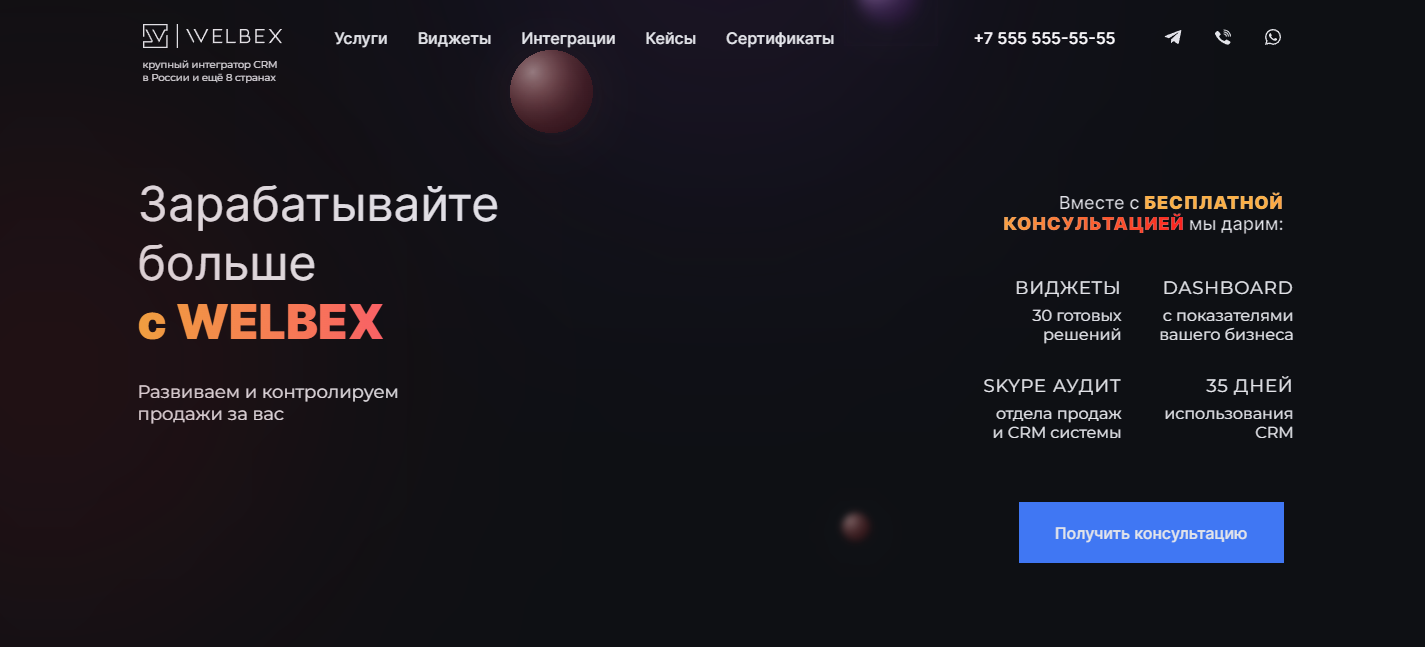 WELBEX
крупный интегратор CRM
в России и ещё 8 странах
Услуги Виджеты Интеграции Кейсы Сертификаты
+7 555 555-55-55
Зарабатывайте
больше
с WELBEX
Развиваем и контролируем
продажи за вас
Вместе с БЕСПЛАТНОЙ
КОНСУЛЬТАЦИЕЙ мы дарим:
ВИДЖЕТЫ
30 готовых
решений
DASHBOARD
с показателями
вашего бизнеса
SKYPE АУДИТ
отдела продаж
и CRM системы
35 ДНЕЙ
использования
CRM
Получить консультацию